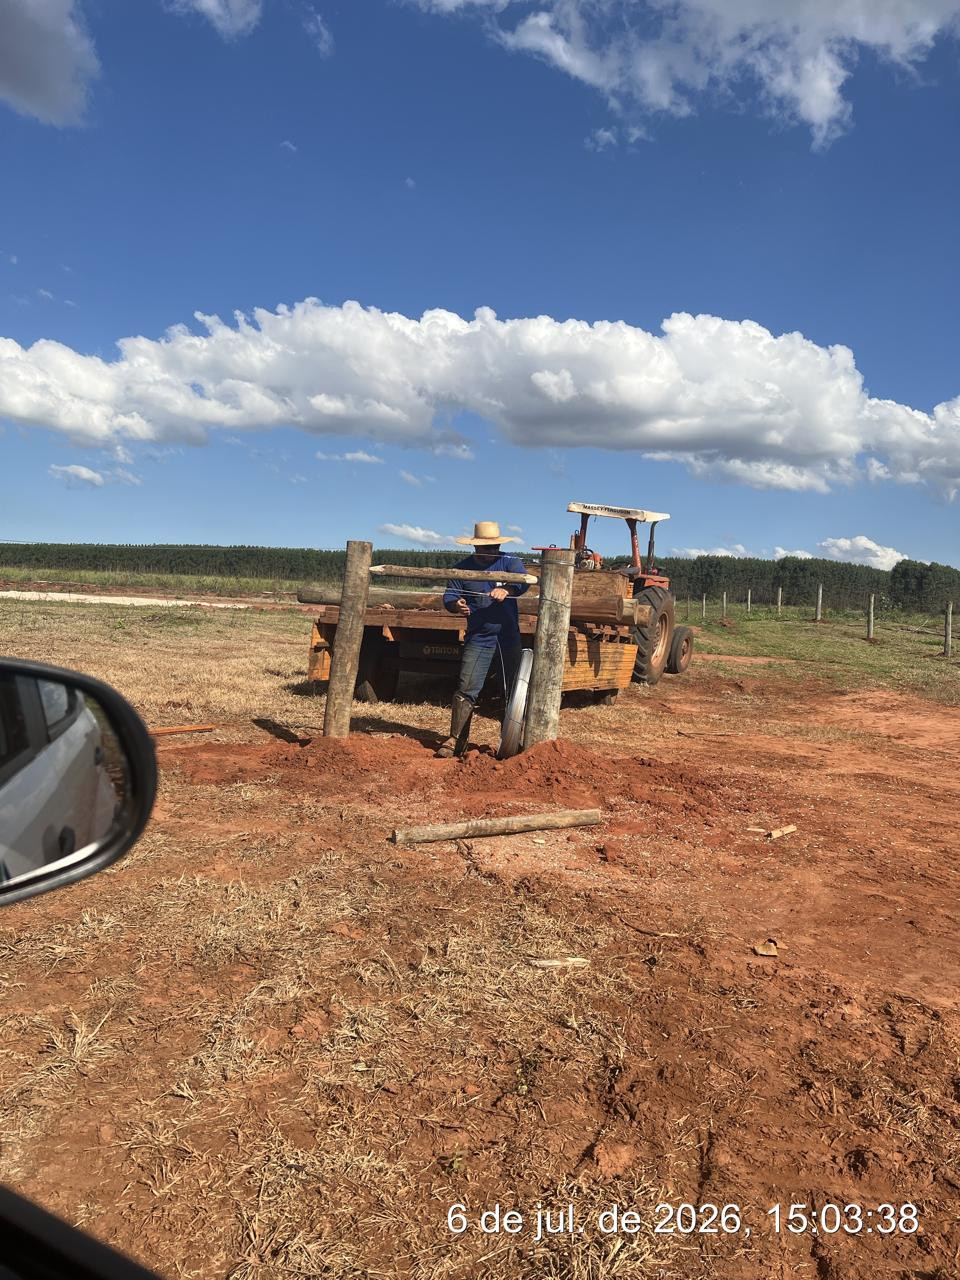 MASSEY FERGUSON
TRITON
6 de jul. de 2026, 15:03:38